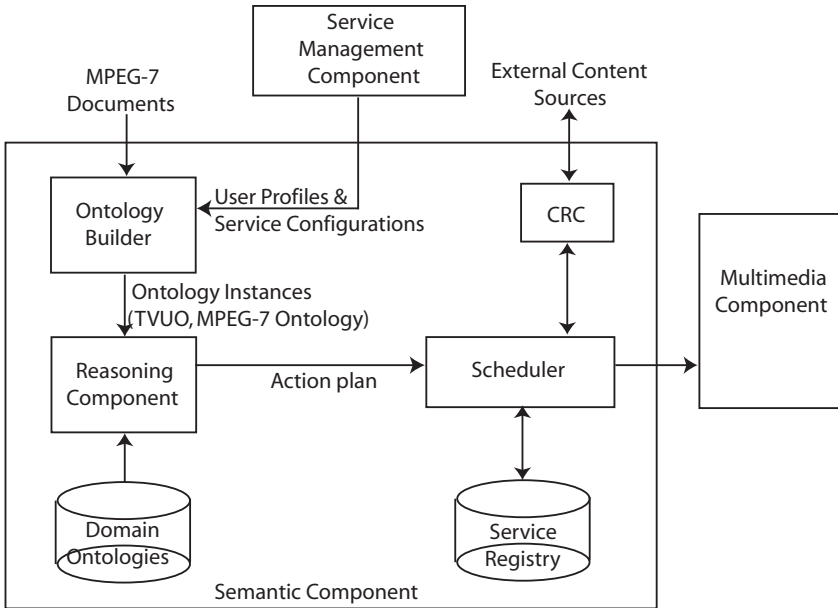 Service
Management
Component
MPEG-7
Documents
External Content
Sources
Ontology
Builder
User Profiles &
Service Configurations
CRC
Multimedia
Component
Ontology Instances
(TVUO, MPEG-7 Ontology)
Reasoning
Component
Action plan
Scheduler
Domain
Ontologies
Service
Registry
Semantic Component